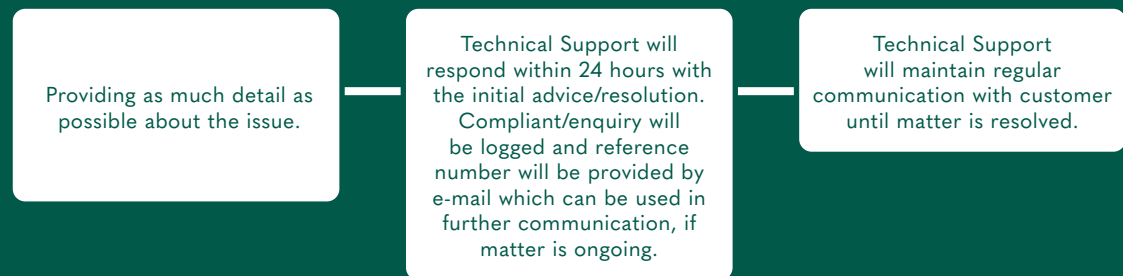 Providing as much detail as
possible about the issue.
Technical Support will
respond within 24 hours with
the initial advice/resolution.
Compliant/enquiry will
be logged and reference
number will be provided by
e-mail which can be used in
further communication, if
matter is ongoing.
Technical Support
will maintain regular
communication with customer
until matter is resolved.